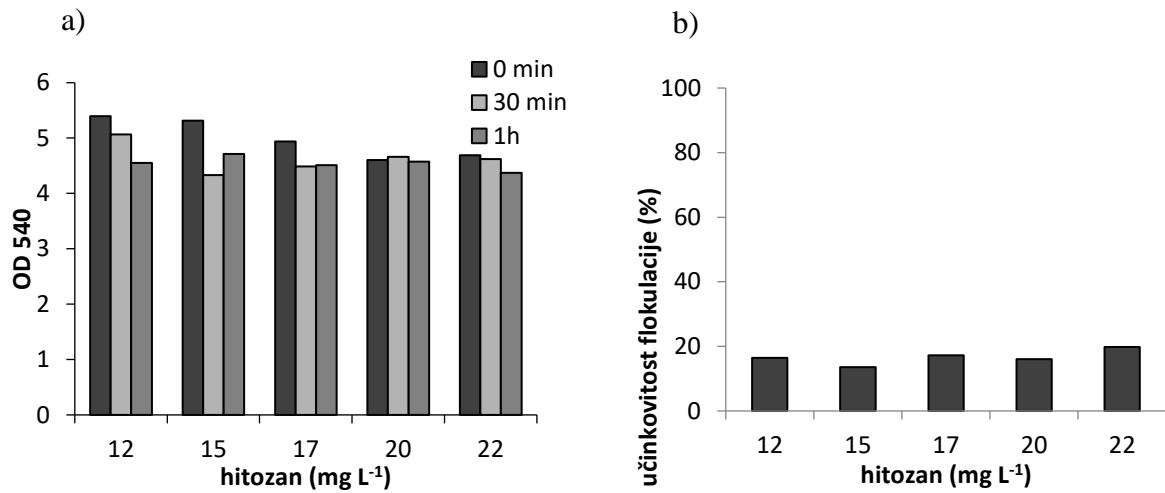 a)
0 min
30 min
1h
6
5
4
3
2
1
0
OD 540
12 15 17 20 22
hitozan (mg L⁻¹)
b)
100
80
60
40
20
0
učinkovitost flokulacije (%)
12 15 17 20 22
hitozan (mg L⁻¹)